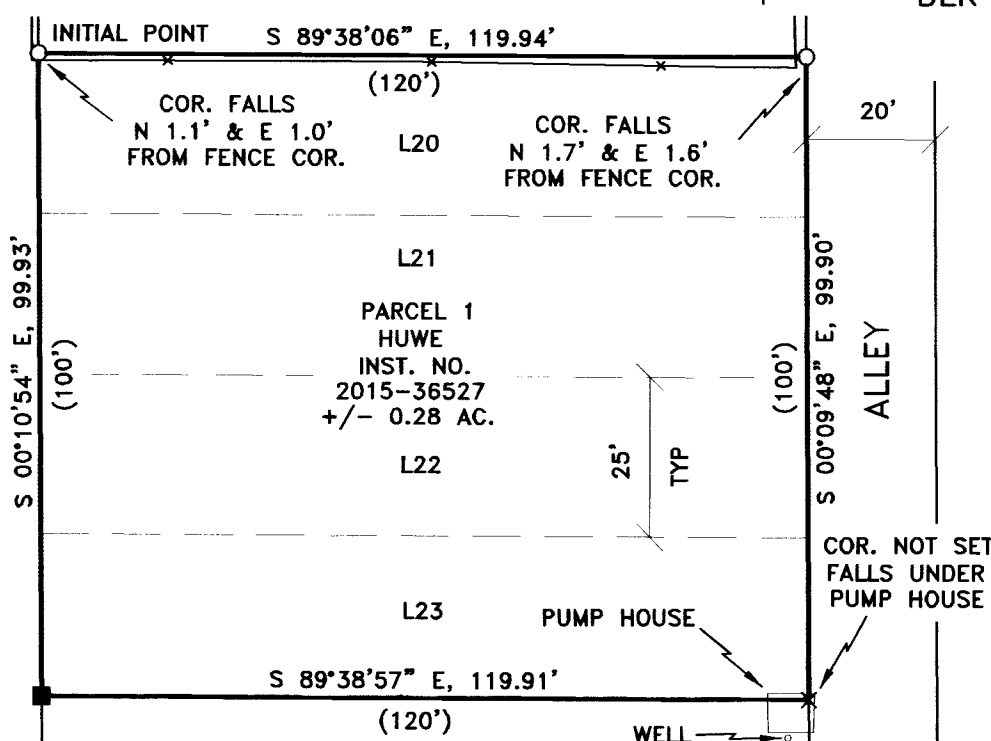 INITIAL POINT
S 89°38'06" E, 119.94'
(120')
COR. FALLS
N 1.1' & E 1.0'
FROM FENCE COR.
COR. FALLS
N 1.7' & E 1.6'
FROM FENCE COR.
20'
L20
L21
S 00°10'54" E, 99.93'
(100')
PARCEL 1
HUWE
INST. NO.
2015-36527
+/- 0.28 AC.
L22
25'
TYP
(100')
S 00°09'48" E, 99.90'
ALLEY
L23
COR. NOT SET
FALLS UNDER
PUMP HOUSE
PUMP HOUSE
S 89°38'57" E, 119.91'
(120')
WELL